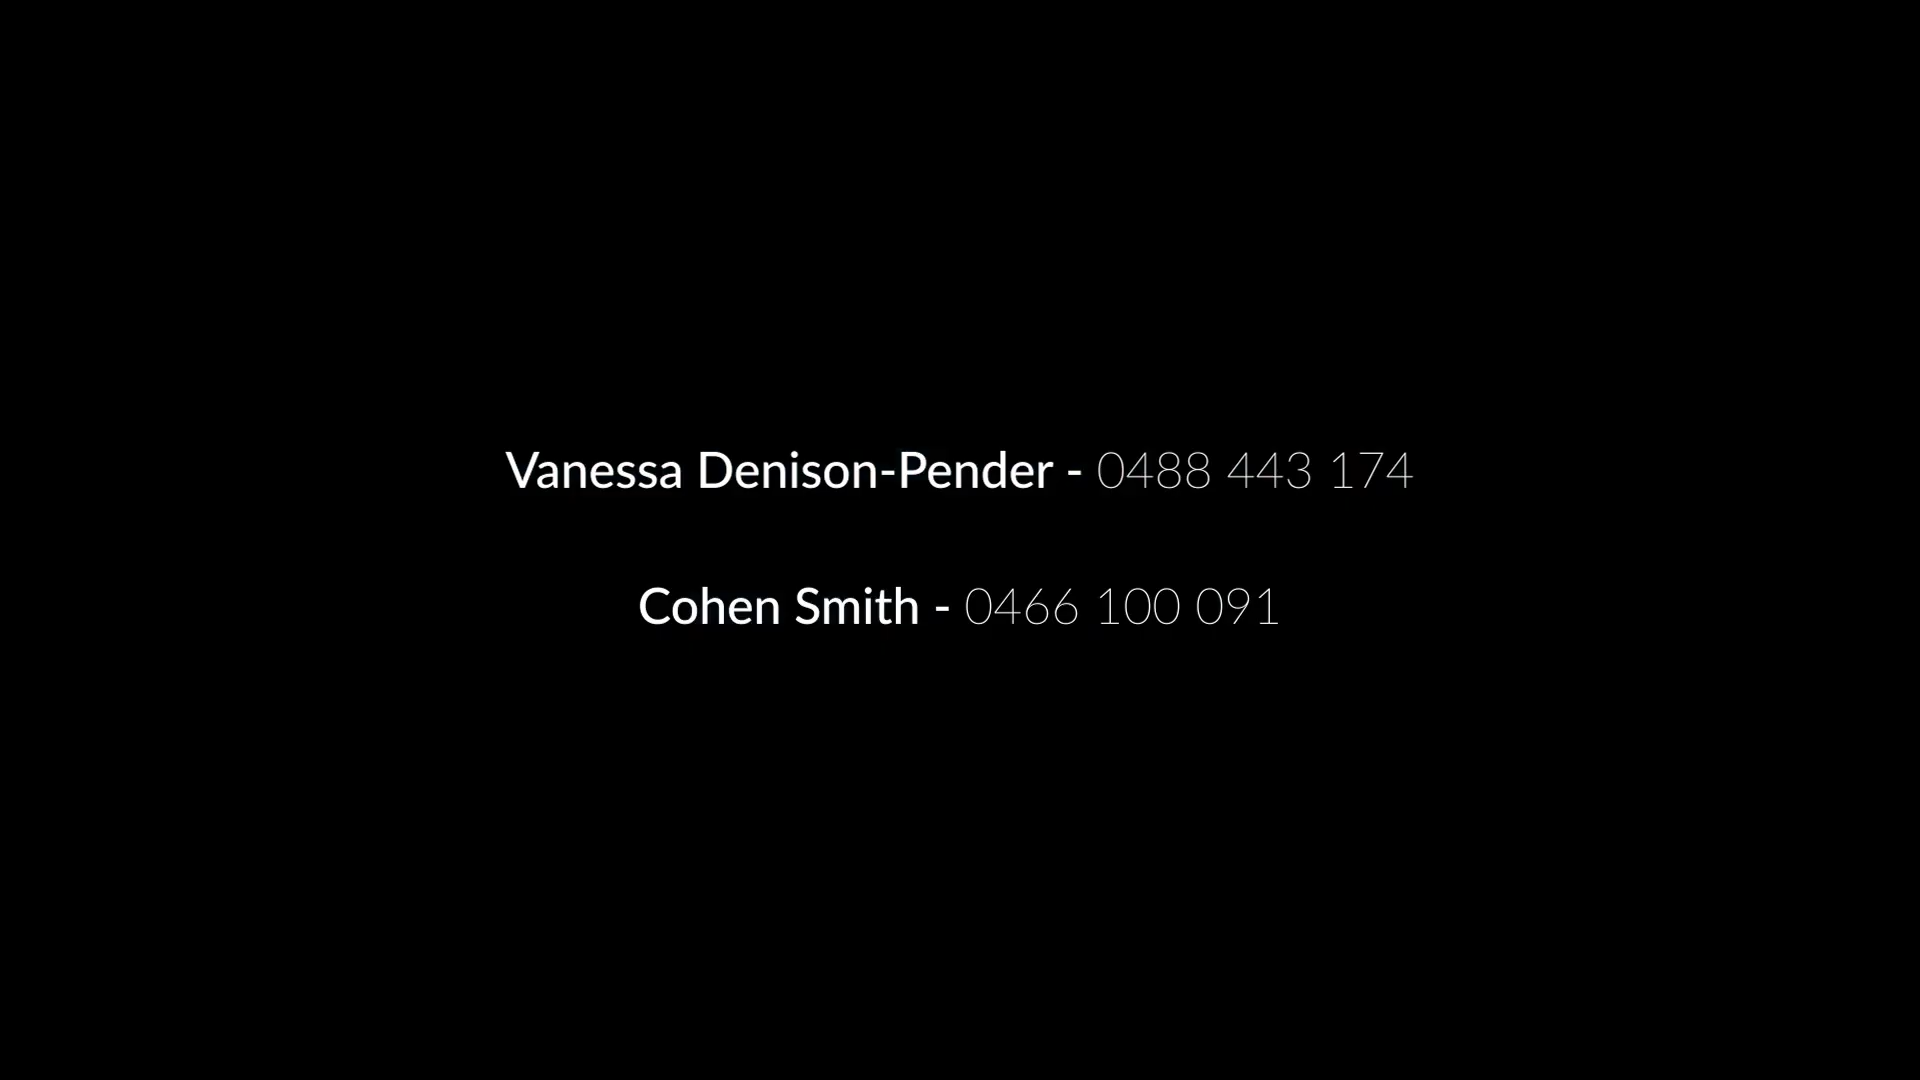 Vanessa Denison-Pender - 0488 443 174
Cohen Smith - 0466 100 091